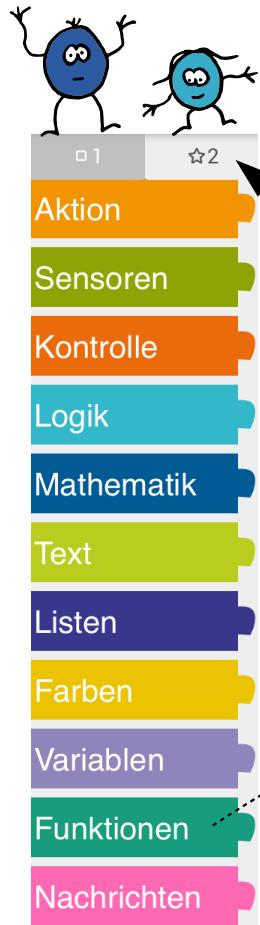 1 ☆2
Aktion
Sensoren
Kontrolle
Logik
Mathematik
Text
Listen
Farben
Variablen
Funktionen
Nachrichten